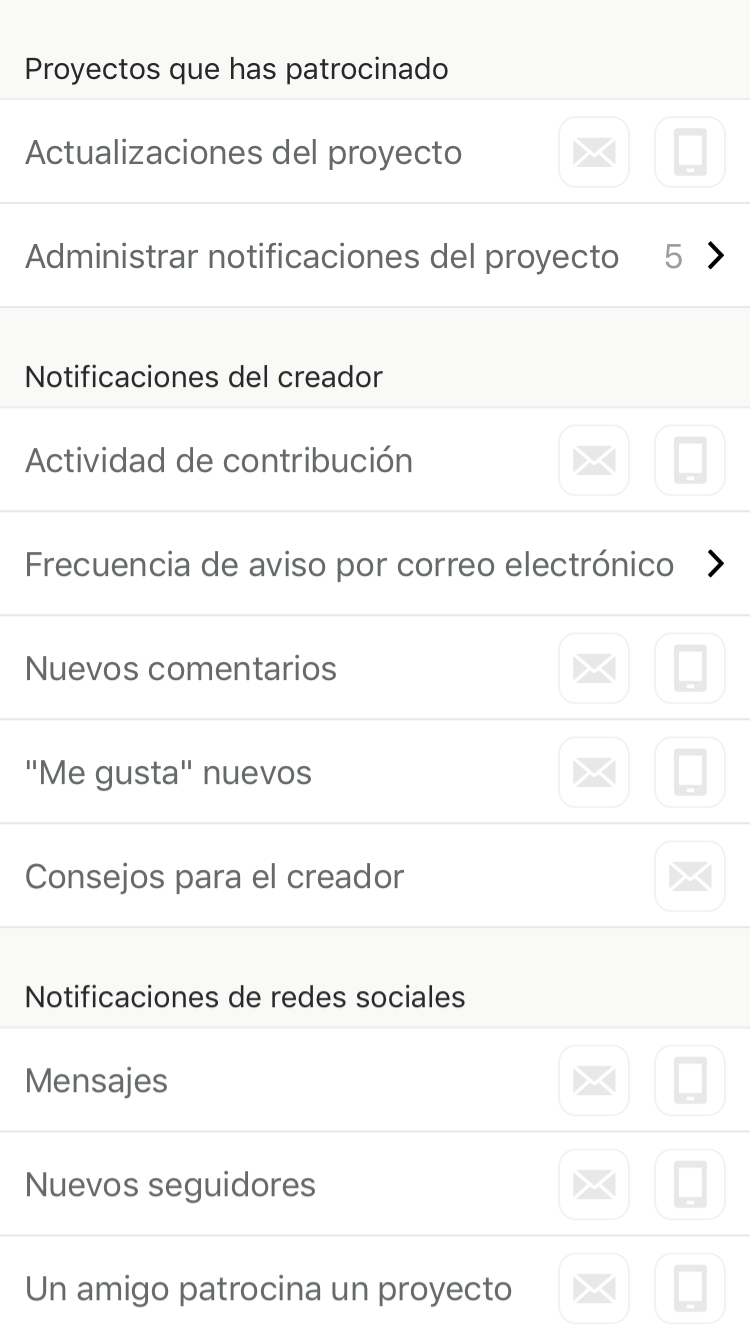 Proyectos que has patrocinado
Actualizaciones del proyecto
Administrar notificaciones del proyecto 5
Notificaciones del creador
Actividad de contribución
Frecuencia de aviso por correo electrónico
Nuevos comentarios
"Me gusta" nuevos
Consejos para el creador
Notificaciones de redes sociales
Mensajes
Nuevos seguidores
Un amigo patrocina un proyecto